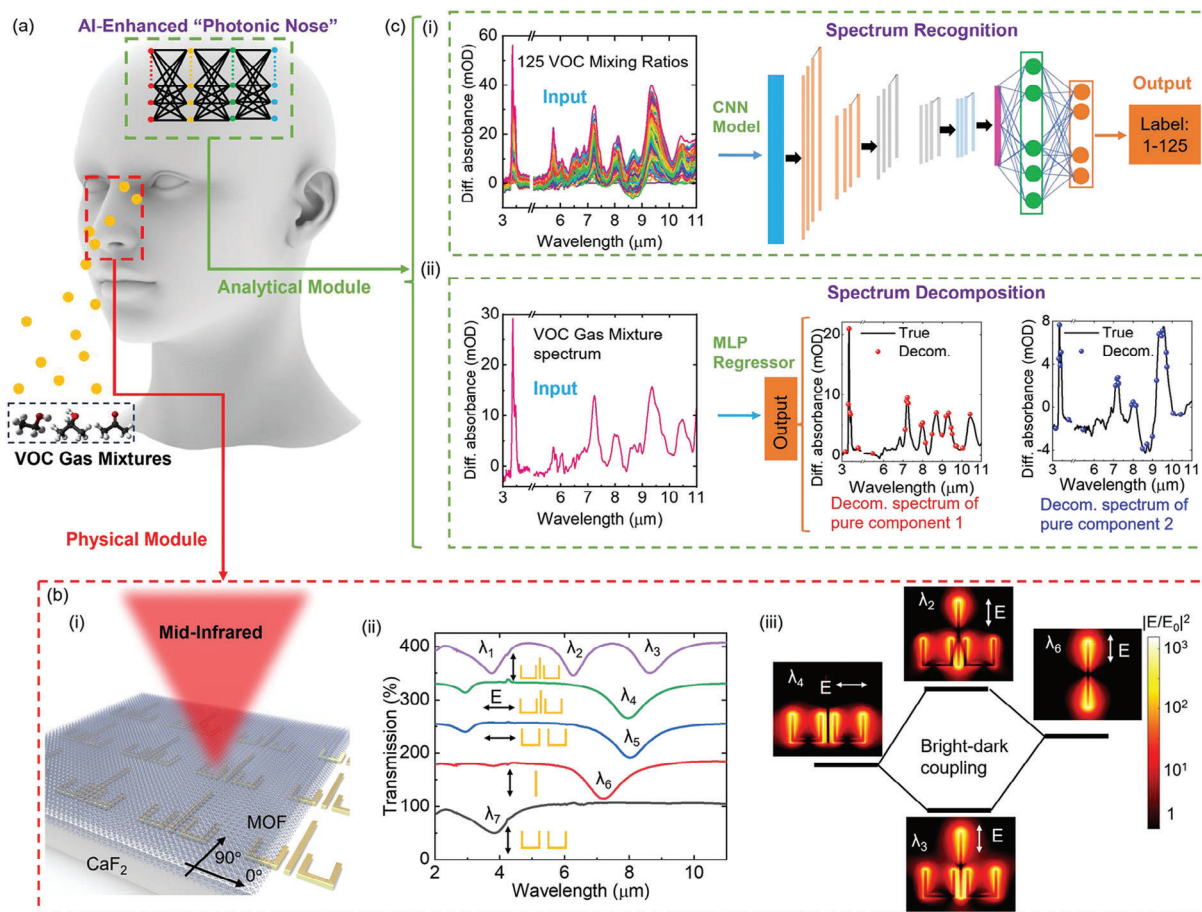 (a)
AI-Enhanced “Photonic Nose”
Analytical Module
VOC Gas Mixtures
Physical Module
(c)
(i)
Spectrum Recognition
125 VOC Mixing Ratios
Input
Diff. absorbance (mOD)
60
40
20
0
3
5 6 7 8 9 10 11
Wavelength (μm)
CNN
Model
Output
Label:
1-125
(ii)
Spectrum Decomposition
VOC Gas Mixture
spectrum
Input
Diff. absorbance (mOD)
30
20
10
0
3
6 7 8 9 10 11
Wavelength (μm)
MLP
Regressor
Output
True
Decom.
Diff. absorbance (mOD)
20
15
10
5
0
3
6 7 8 9 10 11
Wavelength (μm)
Decom. spectrum of
pure component 1
True
Decom.
Diff. absorbance (mOD)
8
4
0
-4
3
6 7 8 9 10 11
Wavelength (μm)
Decom. spectrum of
pure component 2
(b)
(i)
Mid-Infrared
MOF
CaF2
90°
0°
(ii)
Transmission (%)
400
300
200
100
0
λ1 λ2 λ3
λ4
E
λ5
λ6
λ7
2 4 6 8 10
Wavelength (μm)
(iii)
λ4
E
λ2
E
λ6
E
Bright-dark
coupling
λ3
E
|E/E0|2
103
102
101
1